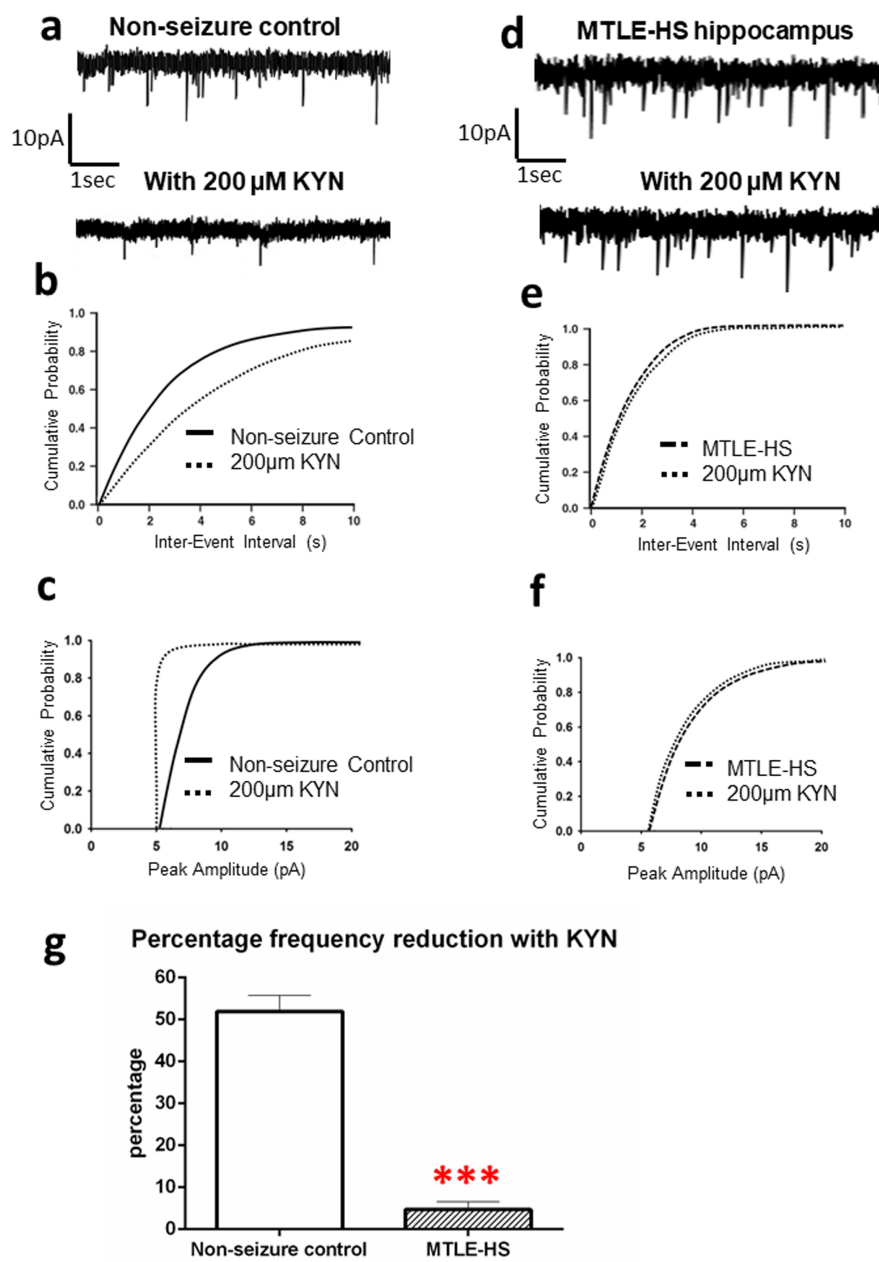 a
Non-seizure control
10pA
1sec
With 200 µM KYN
b
Cumulative Probability
1.0
0.8
0.6
0.4
0.2
0.0
Non-seizure Control
200µm KYN
0 2 4 6 8 10
Inter-Event Interval (s)
c
Cumulative Probability
1.0
0.8
0.6
0.4
0.2
0.0
Non-seizure Control
200µm KYN
0 5 10 15 20
Peak Amplitude (pA)
d
MTLE-HS hippocampus
10pA
1sec
With 200 µM KYN
e
Cumulative Probability
1.0
0.8
0.6
0.4
0.2
0.0
MTLE-HS
200µm KYN
0 2 4 6 8 10
Inter-Event Interval (s)
f
Cumulative Probability
1.0
0.8
0.6
0.4
0.2
0.0
MTLE-HS
200µm KYN
0 5 10 15 20
Peak Amplitude (pA)
g
Percentage frequency reduction with KYN
percentage
60
50
40
30
20
10
0
***
Non-seizure control MTLE-HS